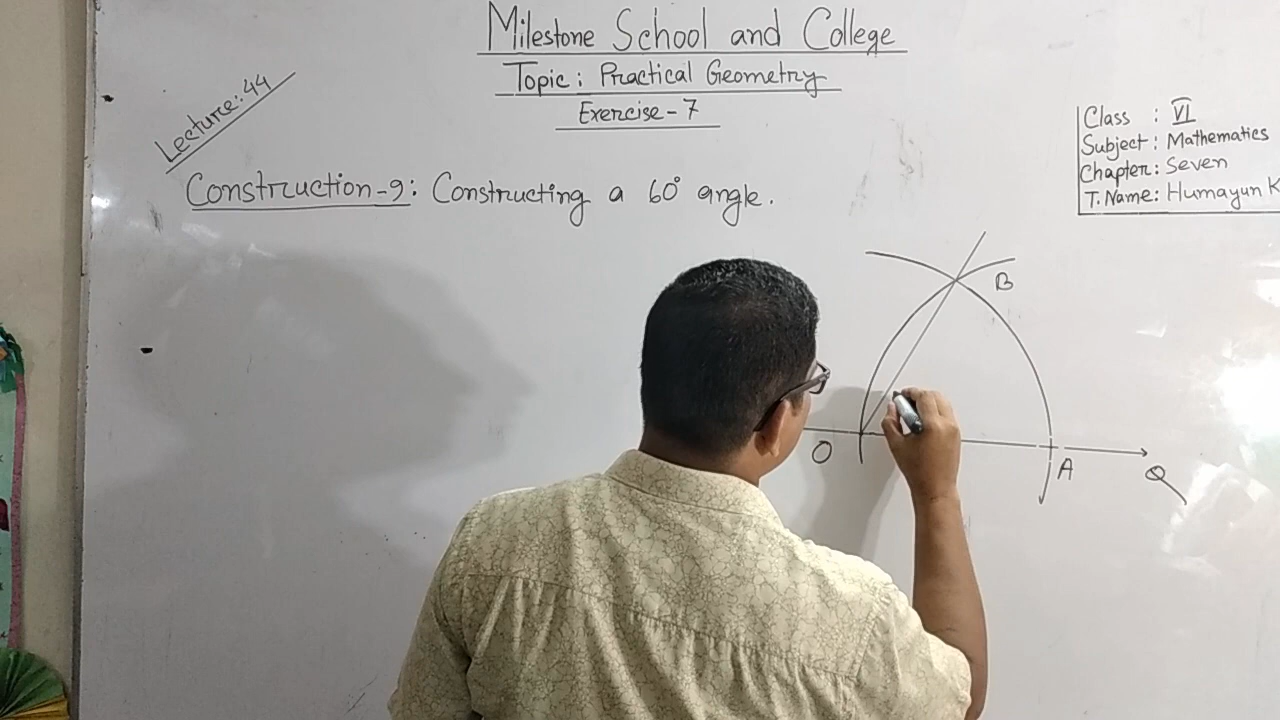 Milestone School and College
Topic: Practical Geometry
Exercise-7
Lecture: 44
Class : VI
Subject: Mathematics
Chapter: Seven
T. Name: Humayun K
Construction-9: Constructing a 60° angle.
B
O
A
Q